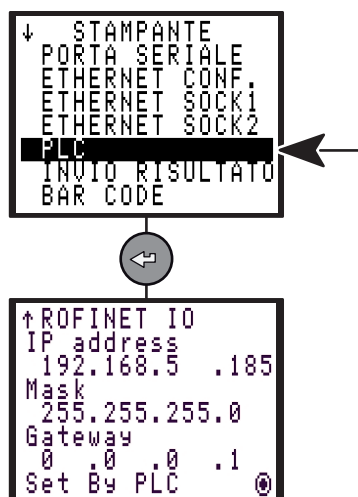 ↓ STAMPANTE
PORTA SERIALE
ETHERNET CONF.
ETHERNET SOCK1
ETHERNET SOCK2
PLC
INVIO RISULTATO
BAR CODE
↑ROFINET IO
IP address
192.168.5 .185
Mask
255.255.255.0
Gateway
0 .0 .0 .1
Set By PLC